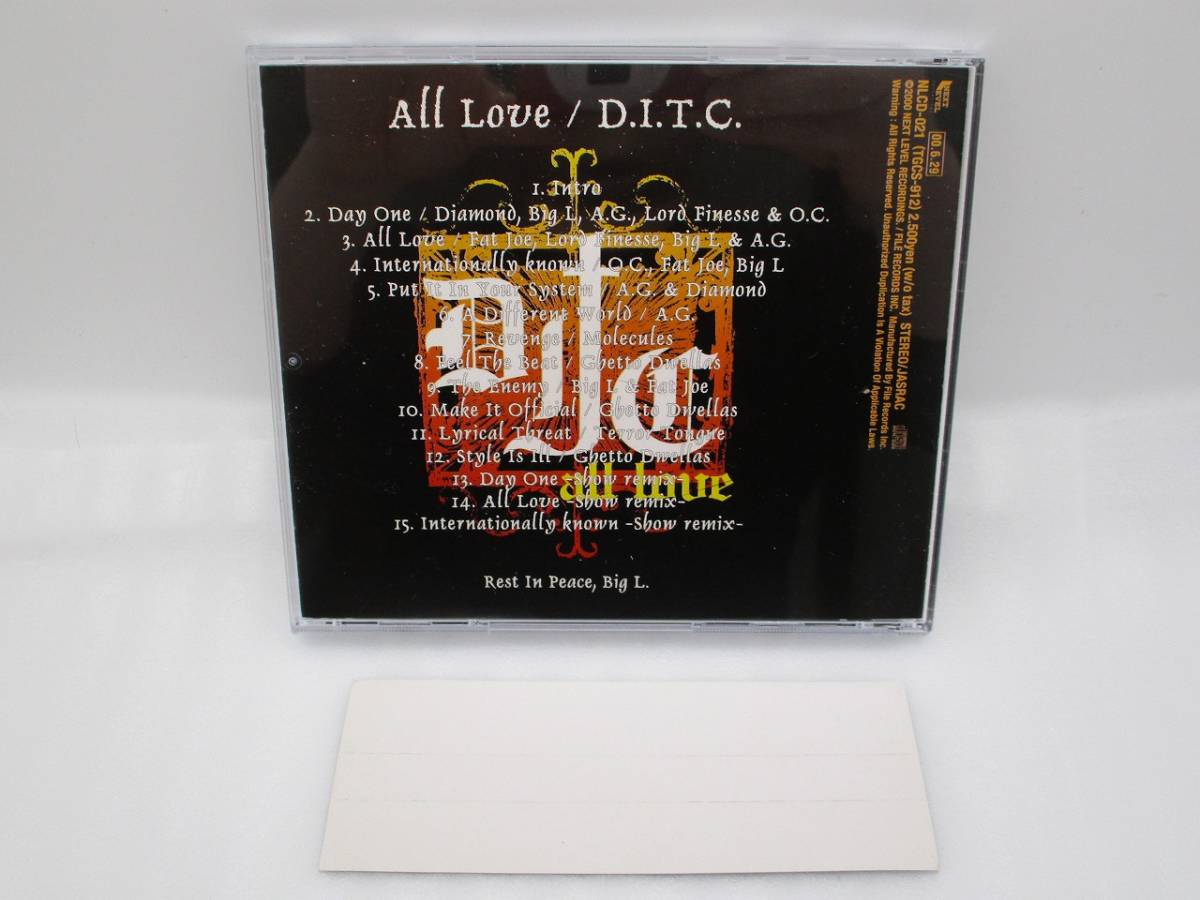 All Love / D.I.T.C.
1. Intro
2. Day One / Diamond, Big L, A.G., Lord Finesse & O.C.
3. All Love / Fat Joe, Lord Finesse, Big L & A.G.
4. Internationally known / O.C., Fat Joe, Big L
5. Put It In Your System / A.G. & Diamond
6. A Different World / A.G.
7. Revenge / Molecules
8. Feel The Beat / Ghetto Dwellas
9. The Enemy / Big L & Fat Joe
10. Make It Official / Ghetto Dwellas
11. Lyrical Threat / Terror Tongue
12. Style Is Ill / Ghetto Dwellas
13. Day One -Show remix-
14. All Love -Show remix-
15. Internationally known -Show remix-
all love
Rest In Peace, Big L.
NEXT LEVEL
00.6.29
NLCD-021 (TGCS-912) 2.500yen (w/o tax) STEREO/JASRAC
©2000 NEXT LEVEL RECORDINGS. / FILE RECORDS INC. Manufactured By File Records Inc.
Warning : All Rights Reserved. Unauthorized Duplication Is A Violation Of Applicable Laws.